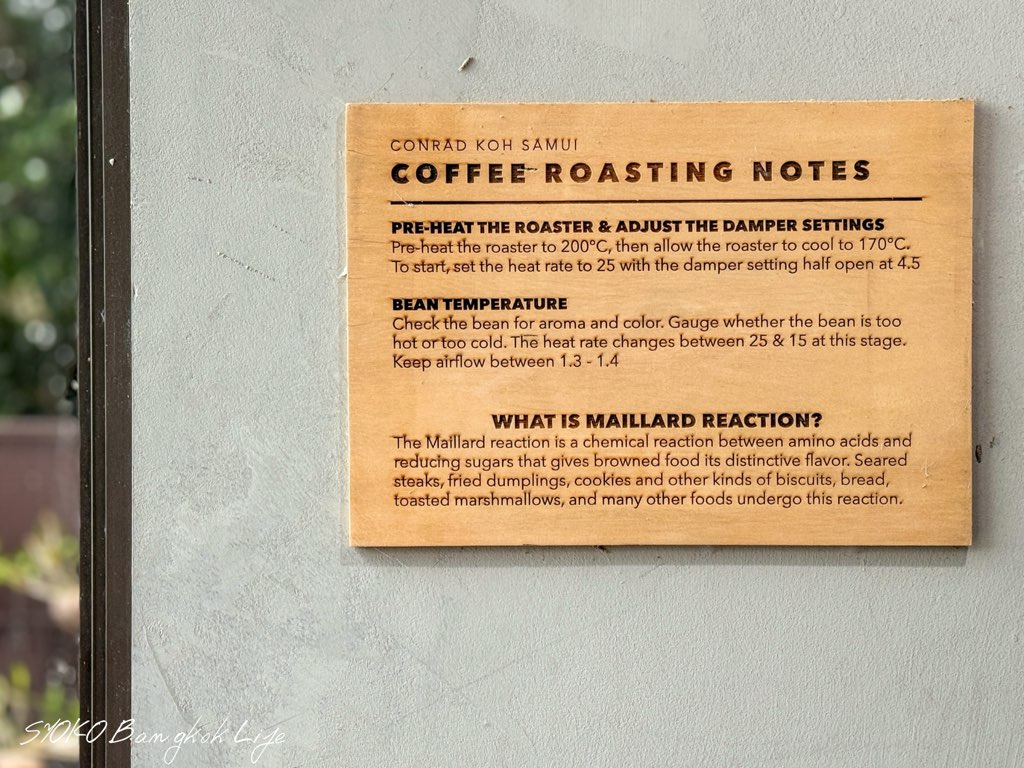 CONRAD KOH SAMUI
COFFEE ROASTING NOTES
PRE-HEAT THE ROASTER & ADJUST THE DAMPER SETTINGS
Pre-heat the roaster to 200°C, then allow the roaster to cool to 170°C.
To start, set the heat rate to 25 with the damper setting half open at 4.5
BEAN TEMPERATURE
Check the bean for aroma and color. Gauge whether the bean is too
hot or too cold. The heat rate changes between 25 & 15 at this stage.
Keep airflow between 1.3 - 1.4
WHAT IS MAILLARD REACTION?
The Maillard reaction is a chemical reaction between amino acids and
reducing sugars that gives browned food its distinctive flavor. Seared
steaks, fried dumplings, cookies and other kinds of biscuits, bread,
toasted marshmallows, and many other foods undergo this reaction.
SYOKO Bangkok Life